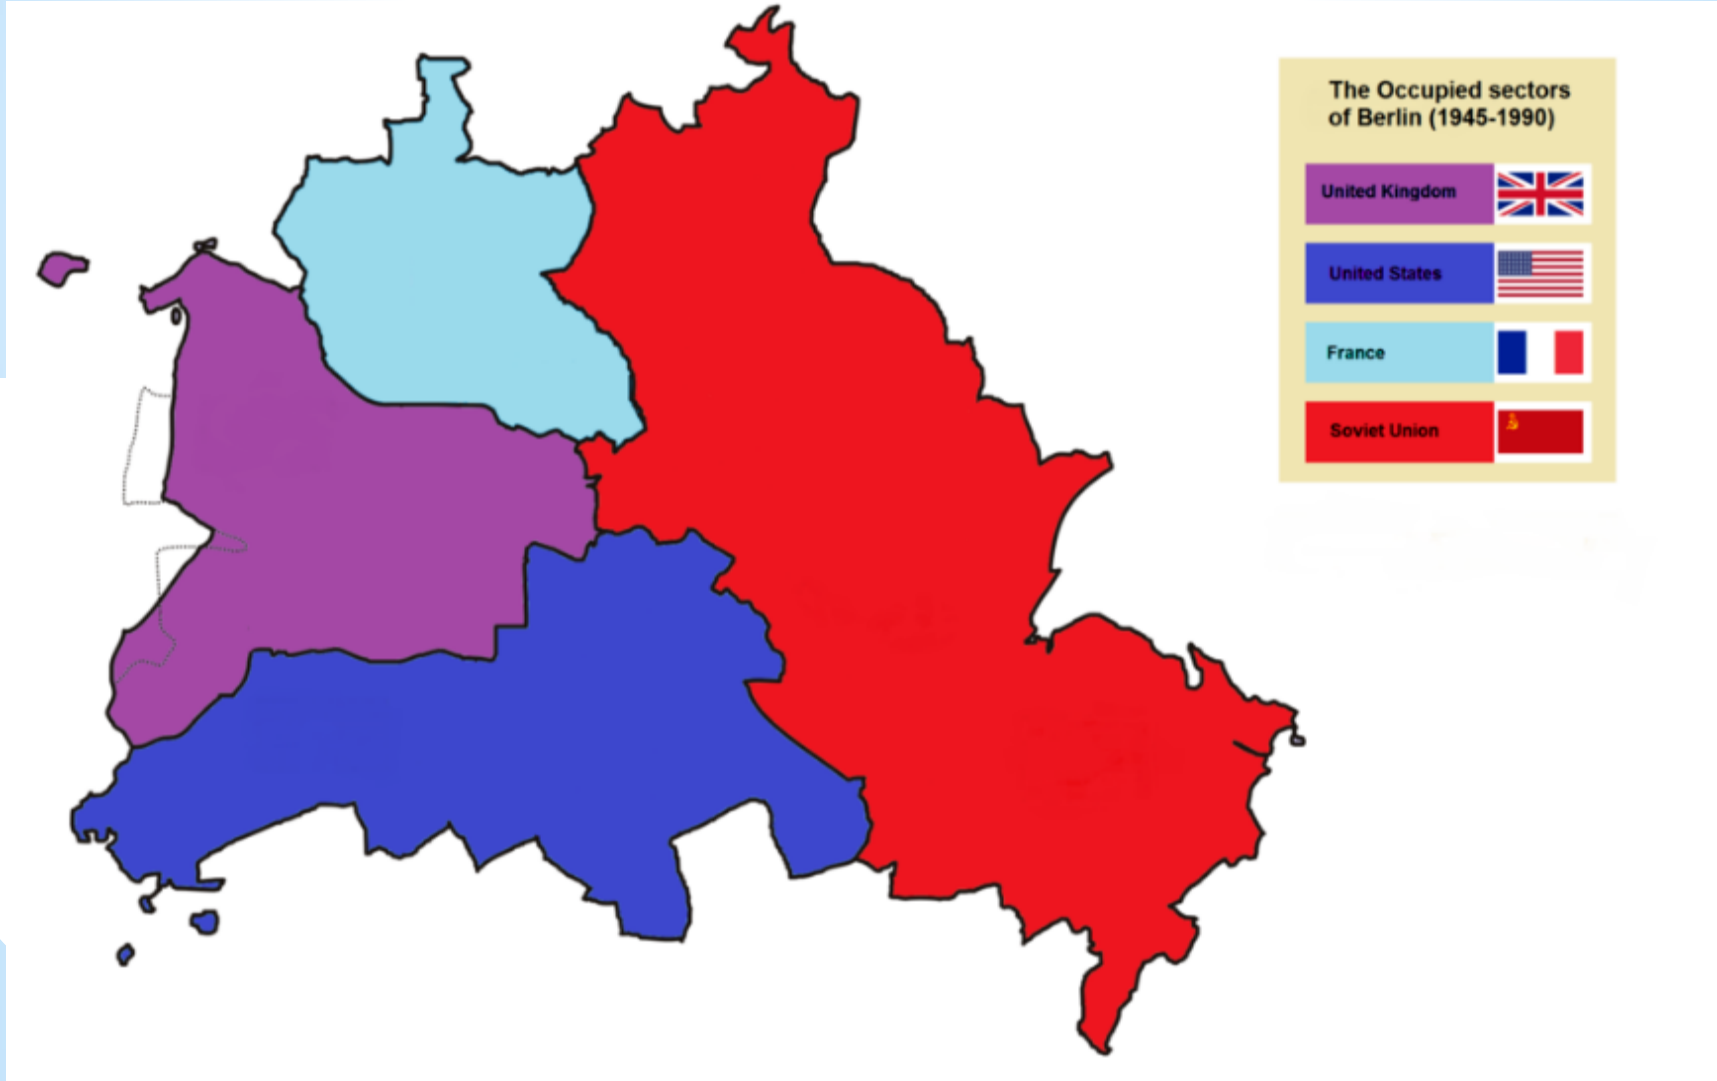 The Occupied sectors
of Berlin (1945-1990)
United Kingdom
United States
France
Soviet Union